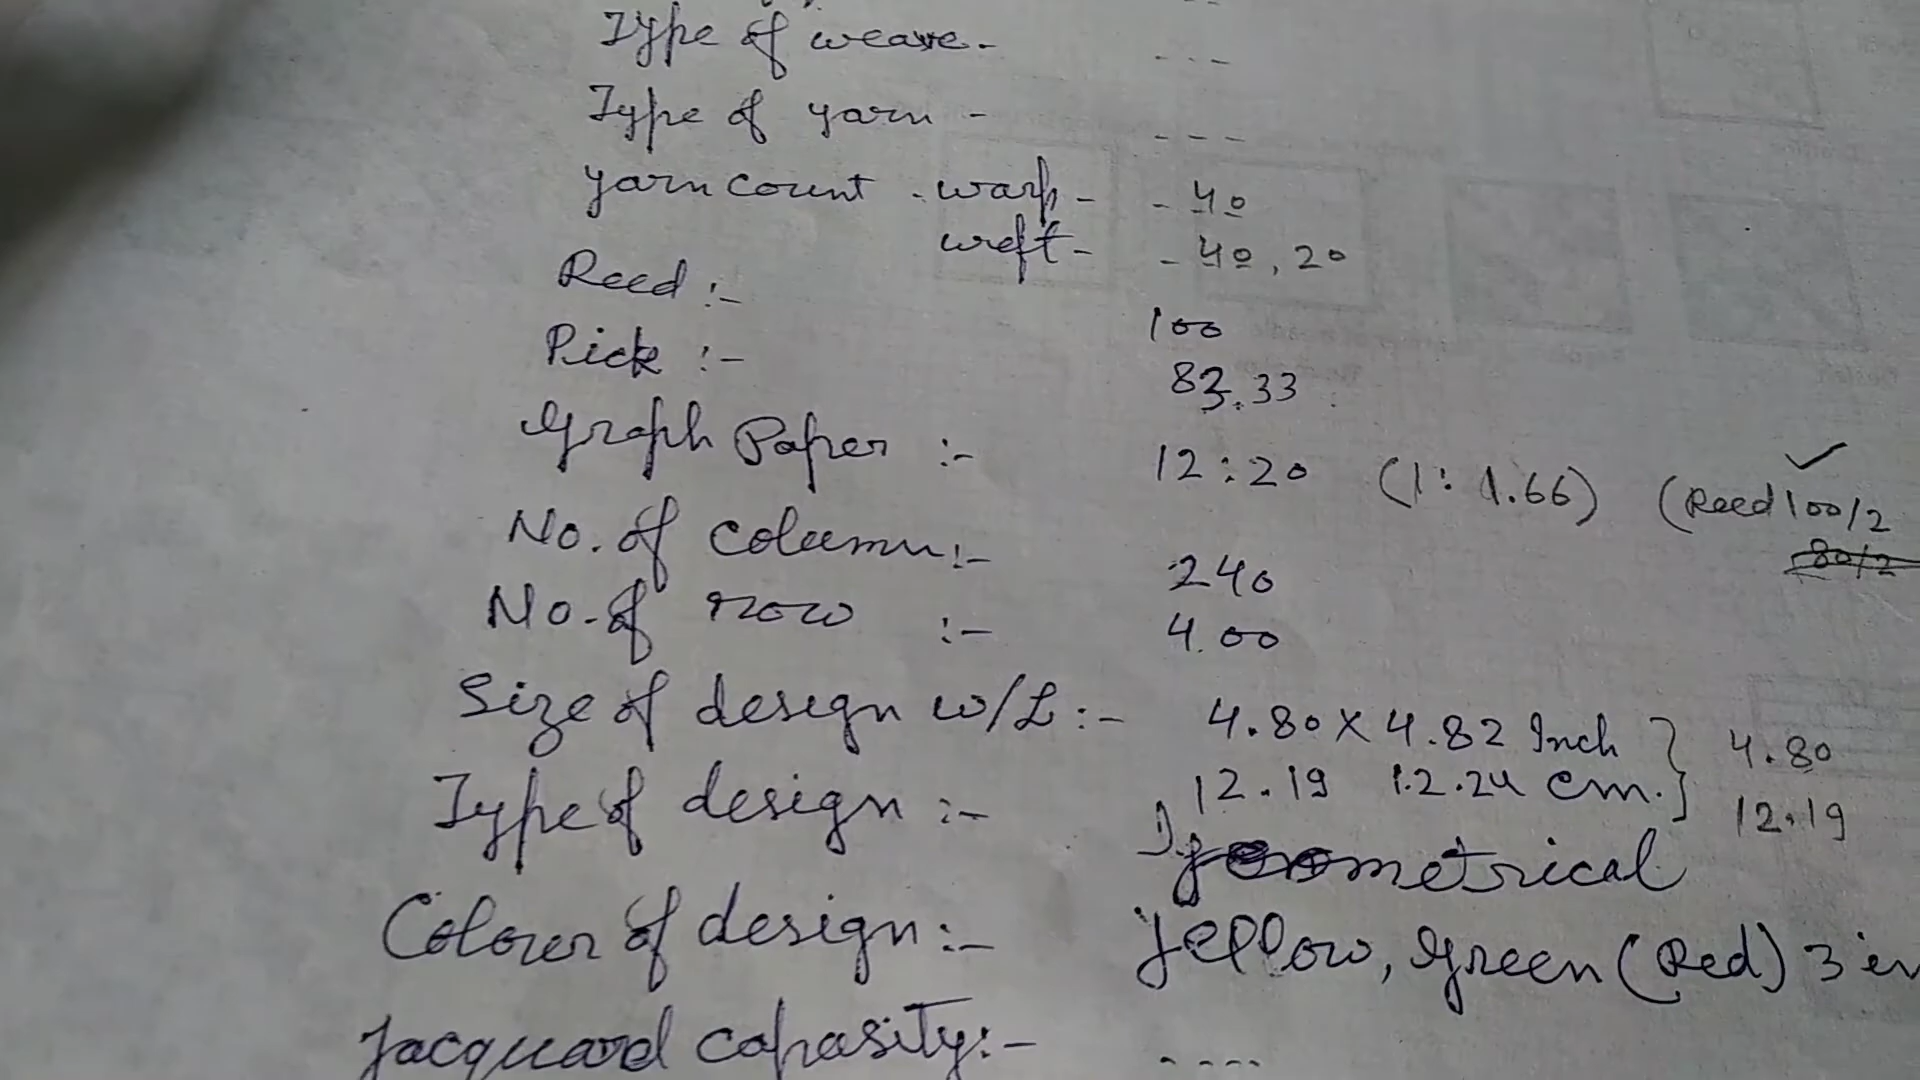 Type of weave - ---
Type of yarn - ---
yarn count - warp - - 40
weft - - 40, 20
Reed :- 100
Pick :- 83.33
Graph Paper :- 12:20 (1: 1.66) (Reed 100/2
80/2
No. of column :- 240
No. of row :- 400
Size of design w/L :- 4.80 X 4.82 Inch } 4.80
12.19 12.24 cm. } 12.19
Type of design :- geometrical
Colour of design :- yellow, Green (Red) 3 in
Jacquard capasity :- ----